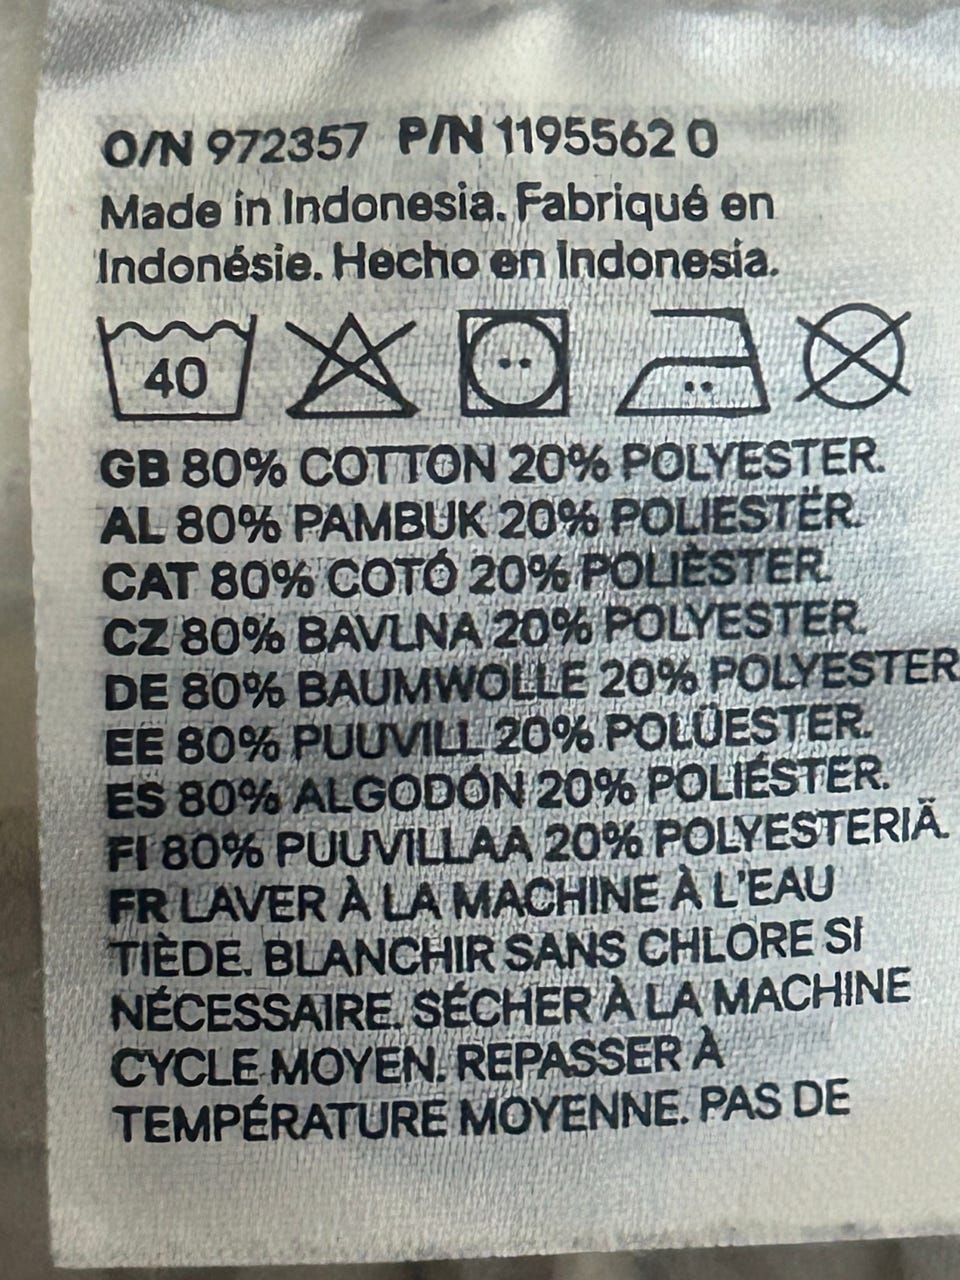 O/N 972357 P/N 1195562 0
Made in Indonesia. Fabriqué en
Indonésie. Hecho en Indonesia.
40
GB 80% COTTON 20% POLYESTER.
AL 80% PAMBUK 20% POLIESTËR.
CAT 80% COTÓ 20% POLIÈSTER.
CZ 80% BAVLNA 20% POLYESTER.
DE 80% BAUMWOLLE 20% POLYESTER
EE 80% PUUVILL 20% POLÜESTER.
ES 80% ALGODÓN 20% POLIÉSTER.
FI 80% PUUVILLAA 20% POLYESTERIÄ.
FR LAVER À LA MACHINE À L'EAU
TIÈDE. BLANCHIR SANS CHLORE SI
NÉCESSAIRE. SÉCHER À LA MACHINE
CYCLE MOYEN. REPASSER À
TEMPÉRATURE MOYENNE. PAS DE